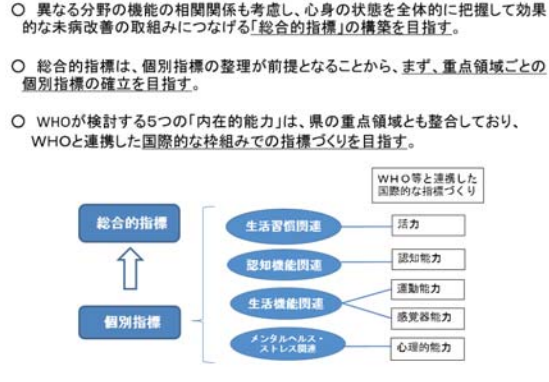 ○ 異なる分野の機能の相関関係も考慮し、心身の状態を全体的に把握して効果
的な未病改善の取組みにつなげる「総合的指標」の構築を目指す。
○ 総合的指標は、個別指標の整理が前提となることから、まず、重点領域ごとの
個別指標の確立を目指す。
○ WHOが検討する5つの「内在的能力」は、県の重点領域とも整合しており、
WHOと連携した国際的な枠組みでの指標づくりを目指す。
WHO等と連携した
国際的な指標づくり
総合的指標
個別指標
生活習慣関連
認知機能関連
生活機能関連
メンタルヘルス・
ストレス関連
活力
認知能力
運動能力
感覚器能力
心理的能力